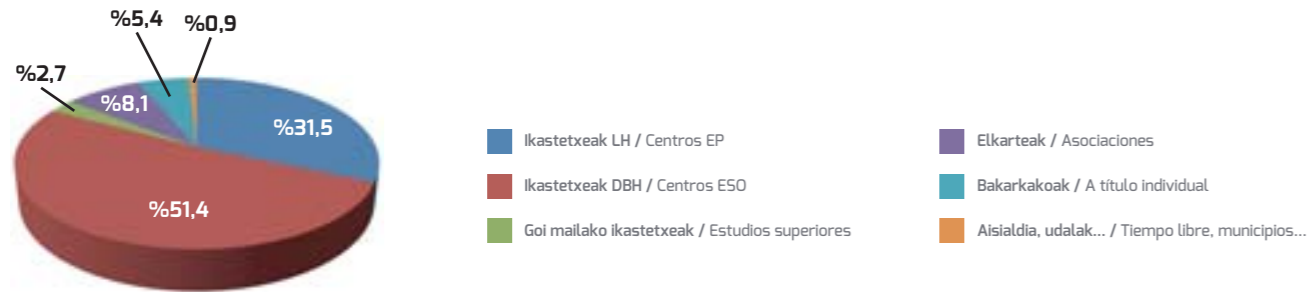 %5,4
%0,9
%2,7
%8,1
%31,5
%51,4
Ikastetxeak LH / Centros EP
Ikastetxeak DBH / Centros ESO
Goi mailako ikastetxeak / Estudios superiores
Elkarteak / Asociaciones
Bakarkakoak / A título individual
Aisialdia, udalak... / Tiempo libre, municipios...